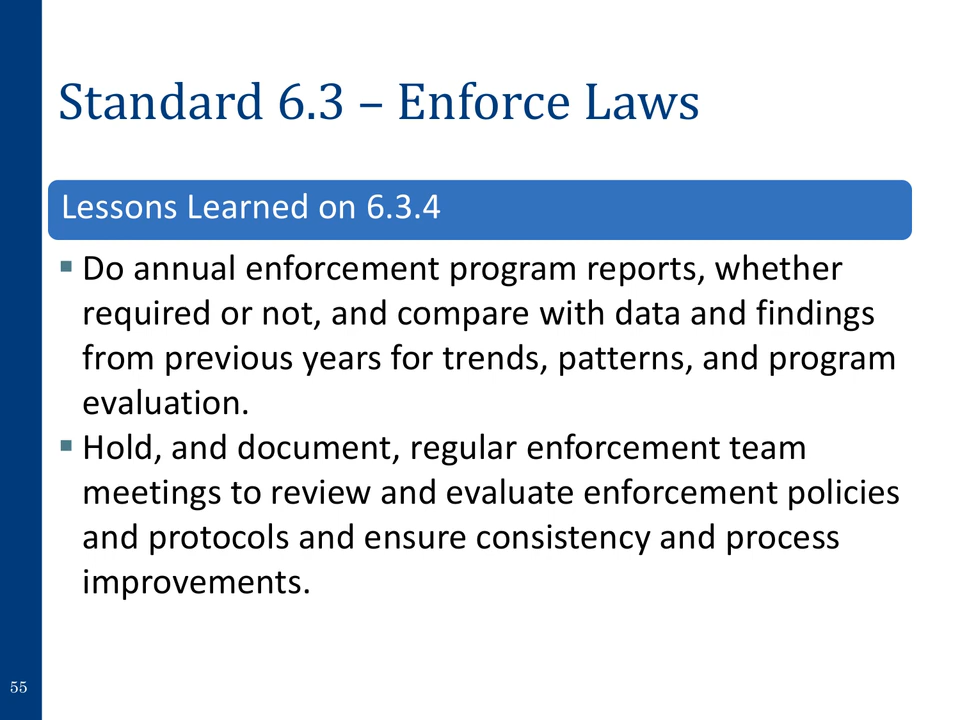 Standard 6.3 – Enforce Laws
Lessons Learned on 6.3.4
▪ Do annual enforcement program reports, whether
required or not, and compare with data and findings
from previous years for trends, patterns, and program
evaluation.
▪ Hold, and document, regular enforcement team
meetings to review and evaluate enforcement policies
and protocols and ensure consistency and process
improvements.
55